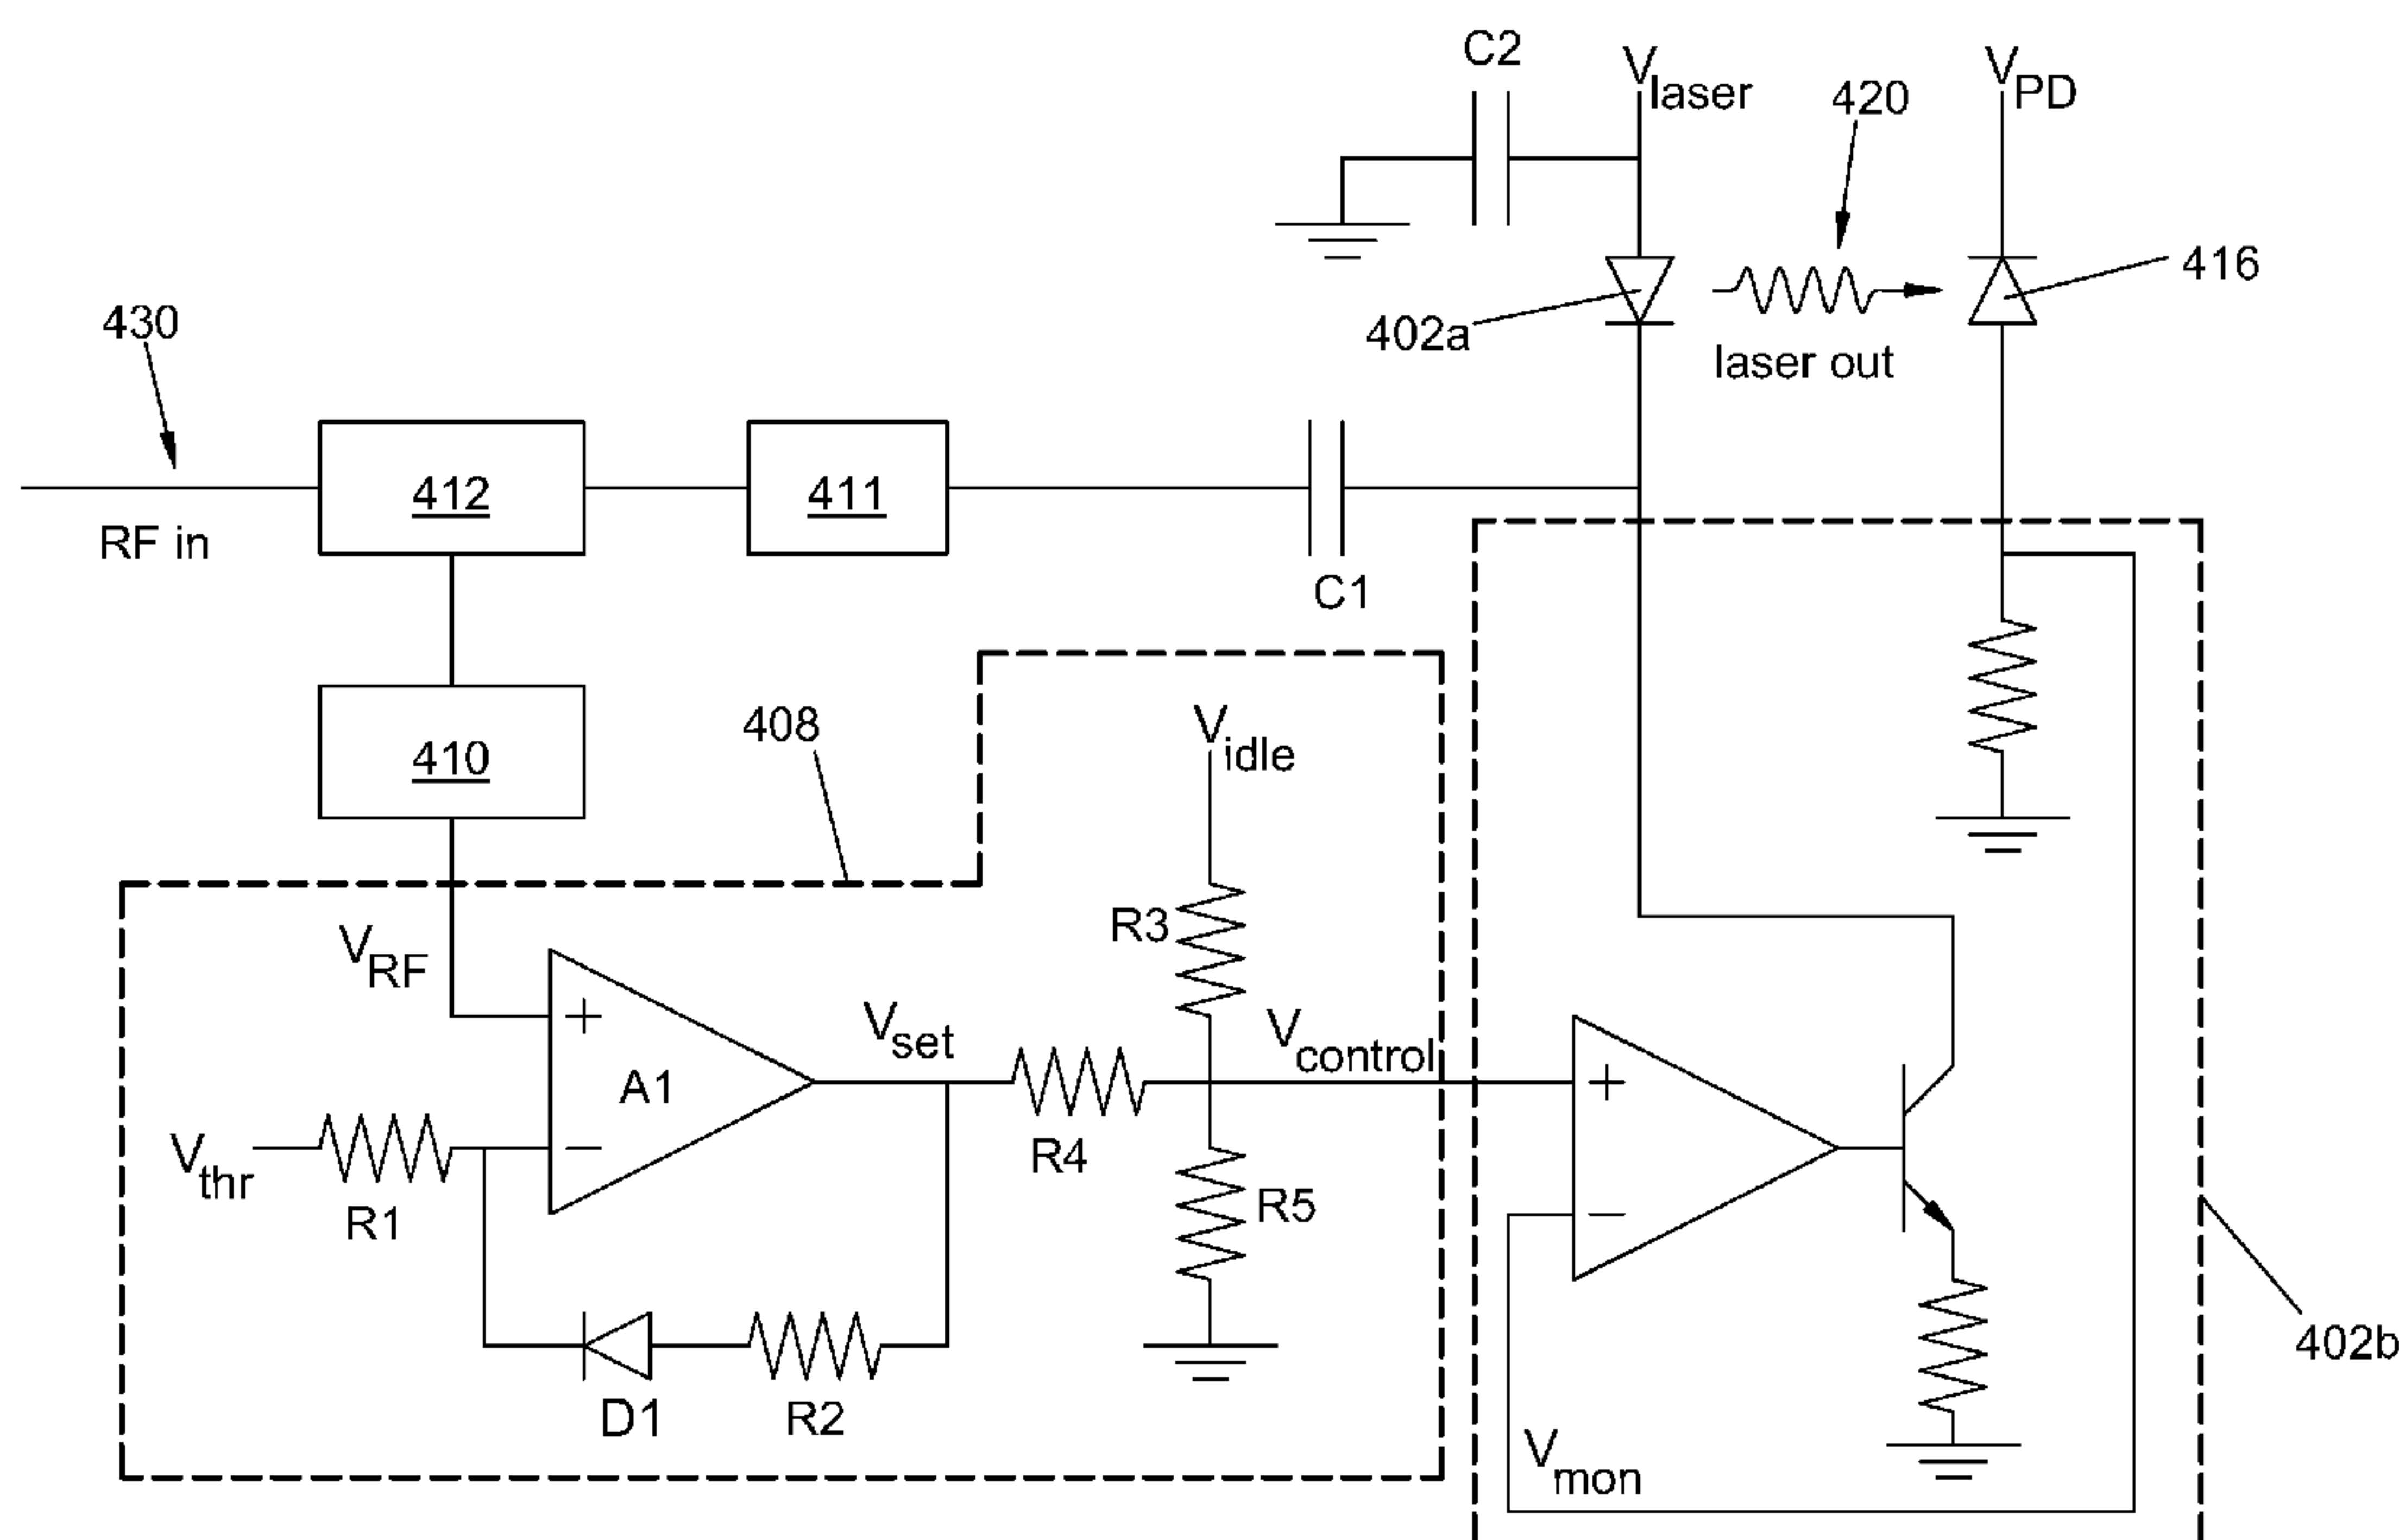 C2
Vlaser
VPD
420
416
402a
laser out
430
412
411
RF in
C1
410
408
Vidle
R3
VRF
Vset
Vcontrol
+
A1
+
Vthr
−
R4
R5
−
R1
D1
R2
402b
Vmon